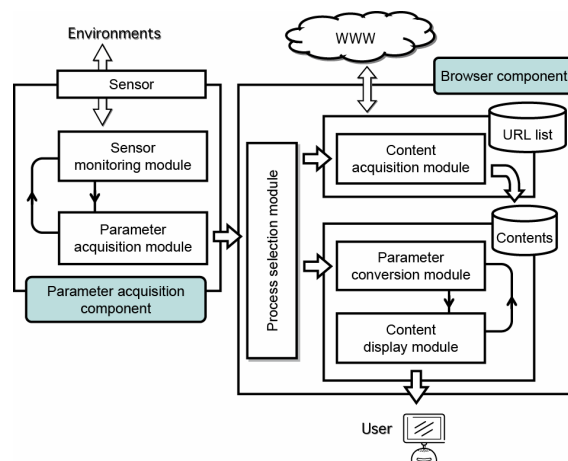 Environments
WWW
Sensor
Browser component
Sensor
monitoring module
Parameter
acquisition module
Parameter acquisition
component
Process selection module
Content
acquisition module
URL list
Contents
Parameter
conversion module
Content
display module
User